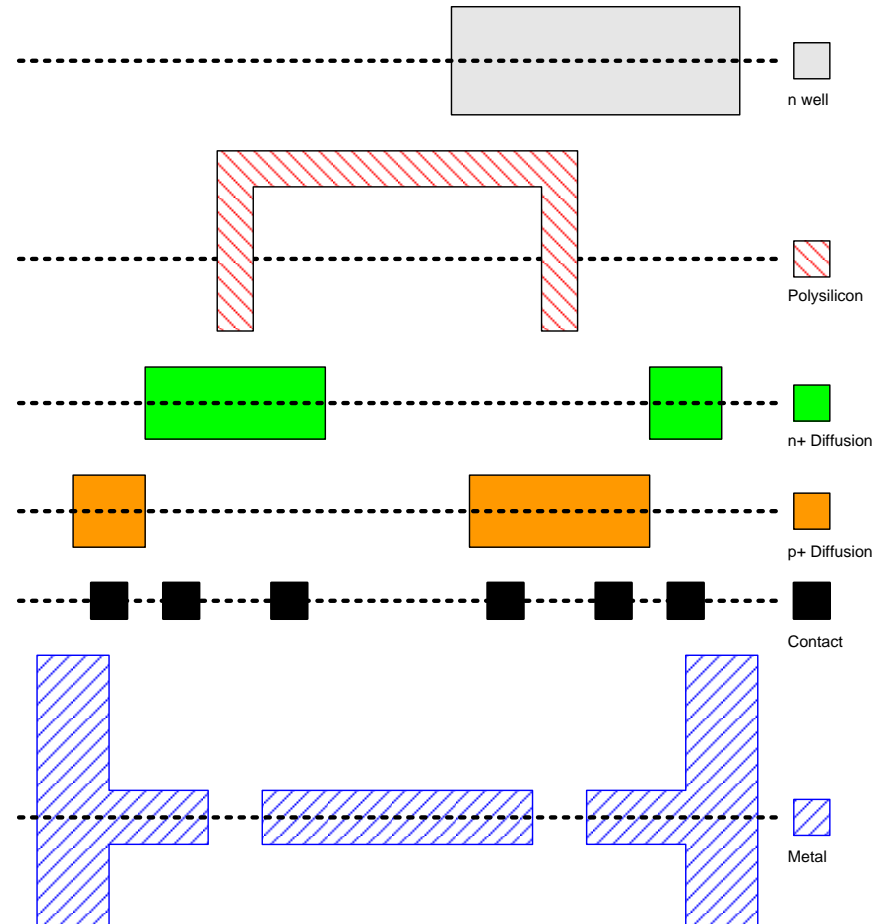 n well
Polysilicon
n+ Diffusion
p+ Diffusion
Contact
Metal